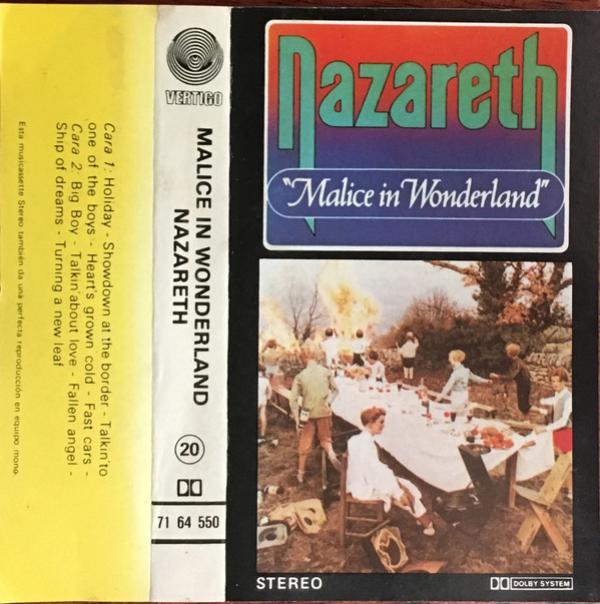 Nazareth
"Malice in Wonderland"
STEREO
DOLBY SYSTEM
VERTIGO
MALICE IN WONDERLAND
NAZARETH
20
71 64 550
Cara 1: Holiday - Showdown at the border - Talkin'to
one of the boys - Heart's grown cold - Fast cars -
Cara 2: Big Boy - Talkin'about love - Fallen angel -
Ship of dreams - Turning a new leaf
Esta musicassette Stereo también da una perfecta reproducción en equipo mono.